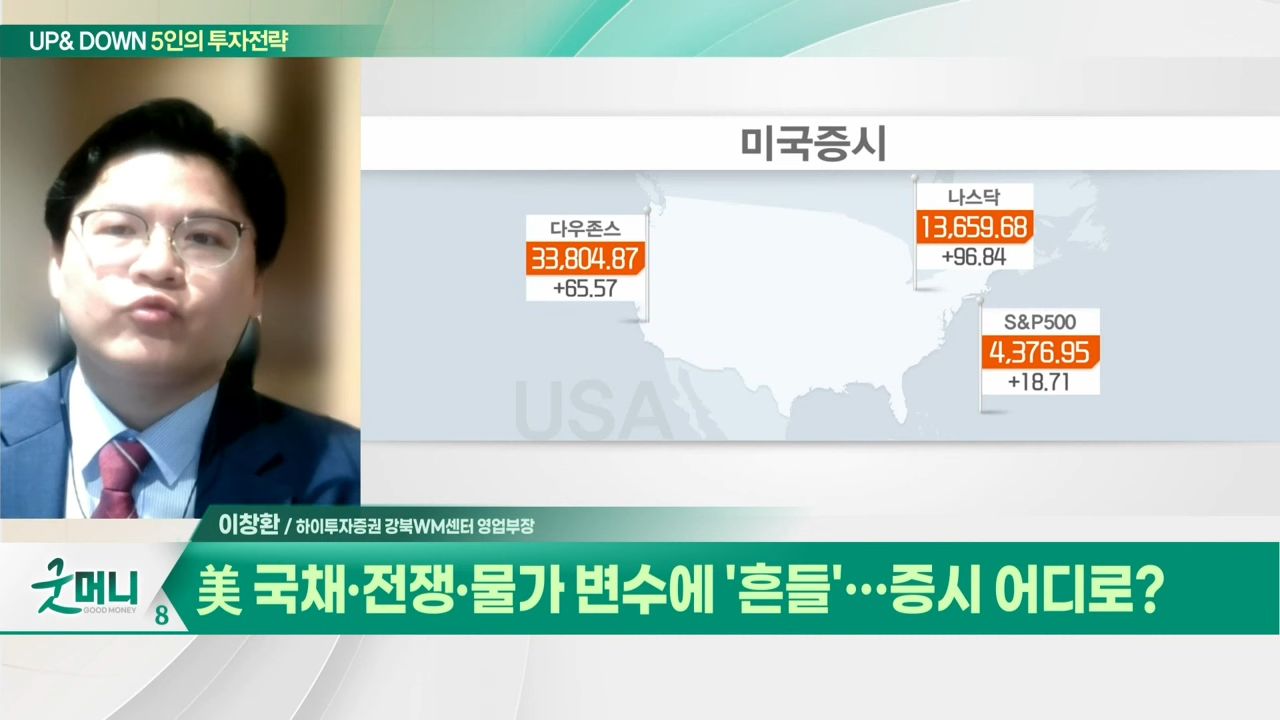 UP& DOWN 5인의 투자전략
미국증시
다우존스
33,804.87
+65.57
나스닥
13,659.68
+96.84
S&P500
4,376.95
+18.71
USA
이창환 / 하이투자증권 강북WM센터 영업부장
굿머니
GOOD MONEY
8
美 국채·전쟁·물가 변수에 '흔들'…증시 어디로?